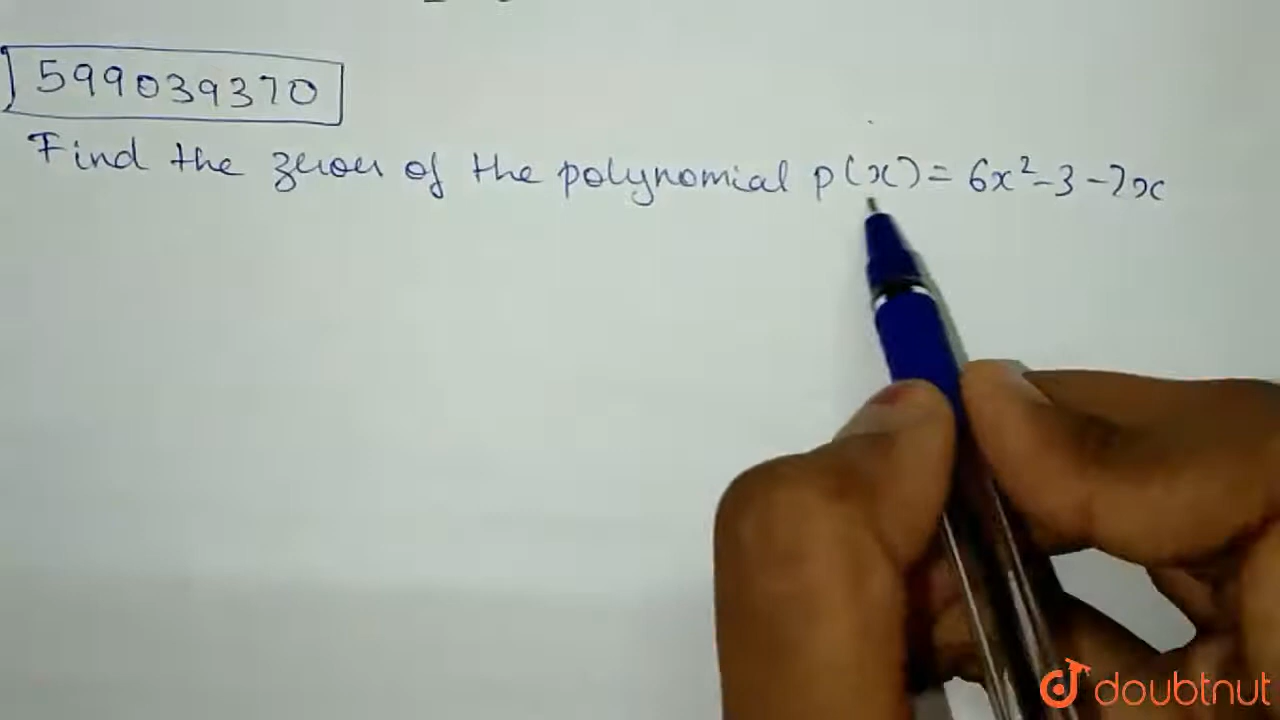 599039370
Find the zeroes of the polynomial p(x) = 6x²-3-7x
doubtnut